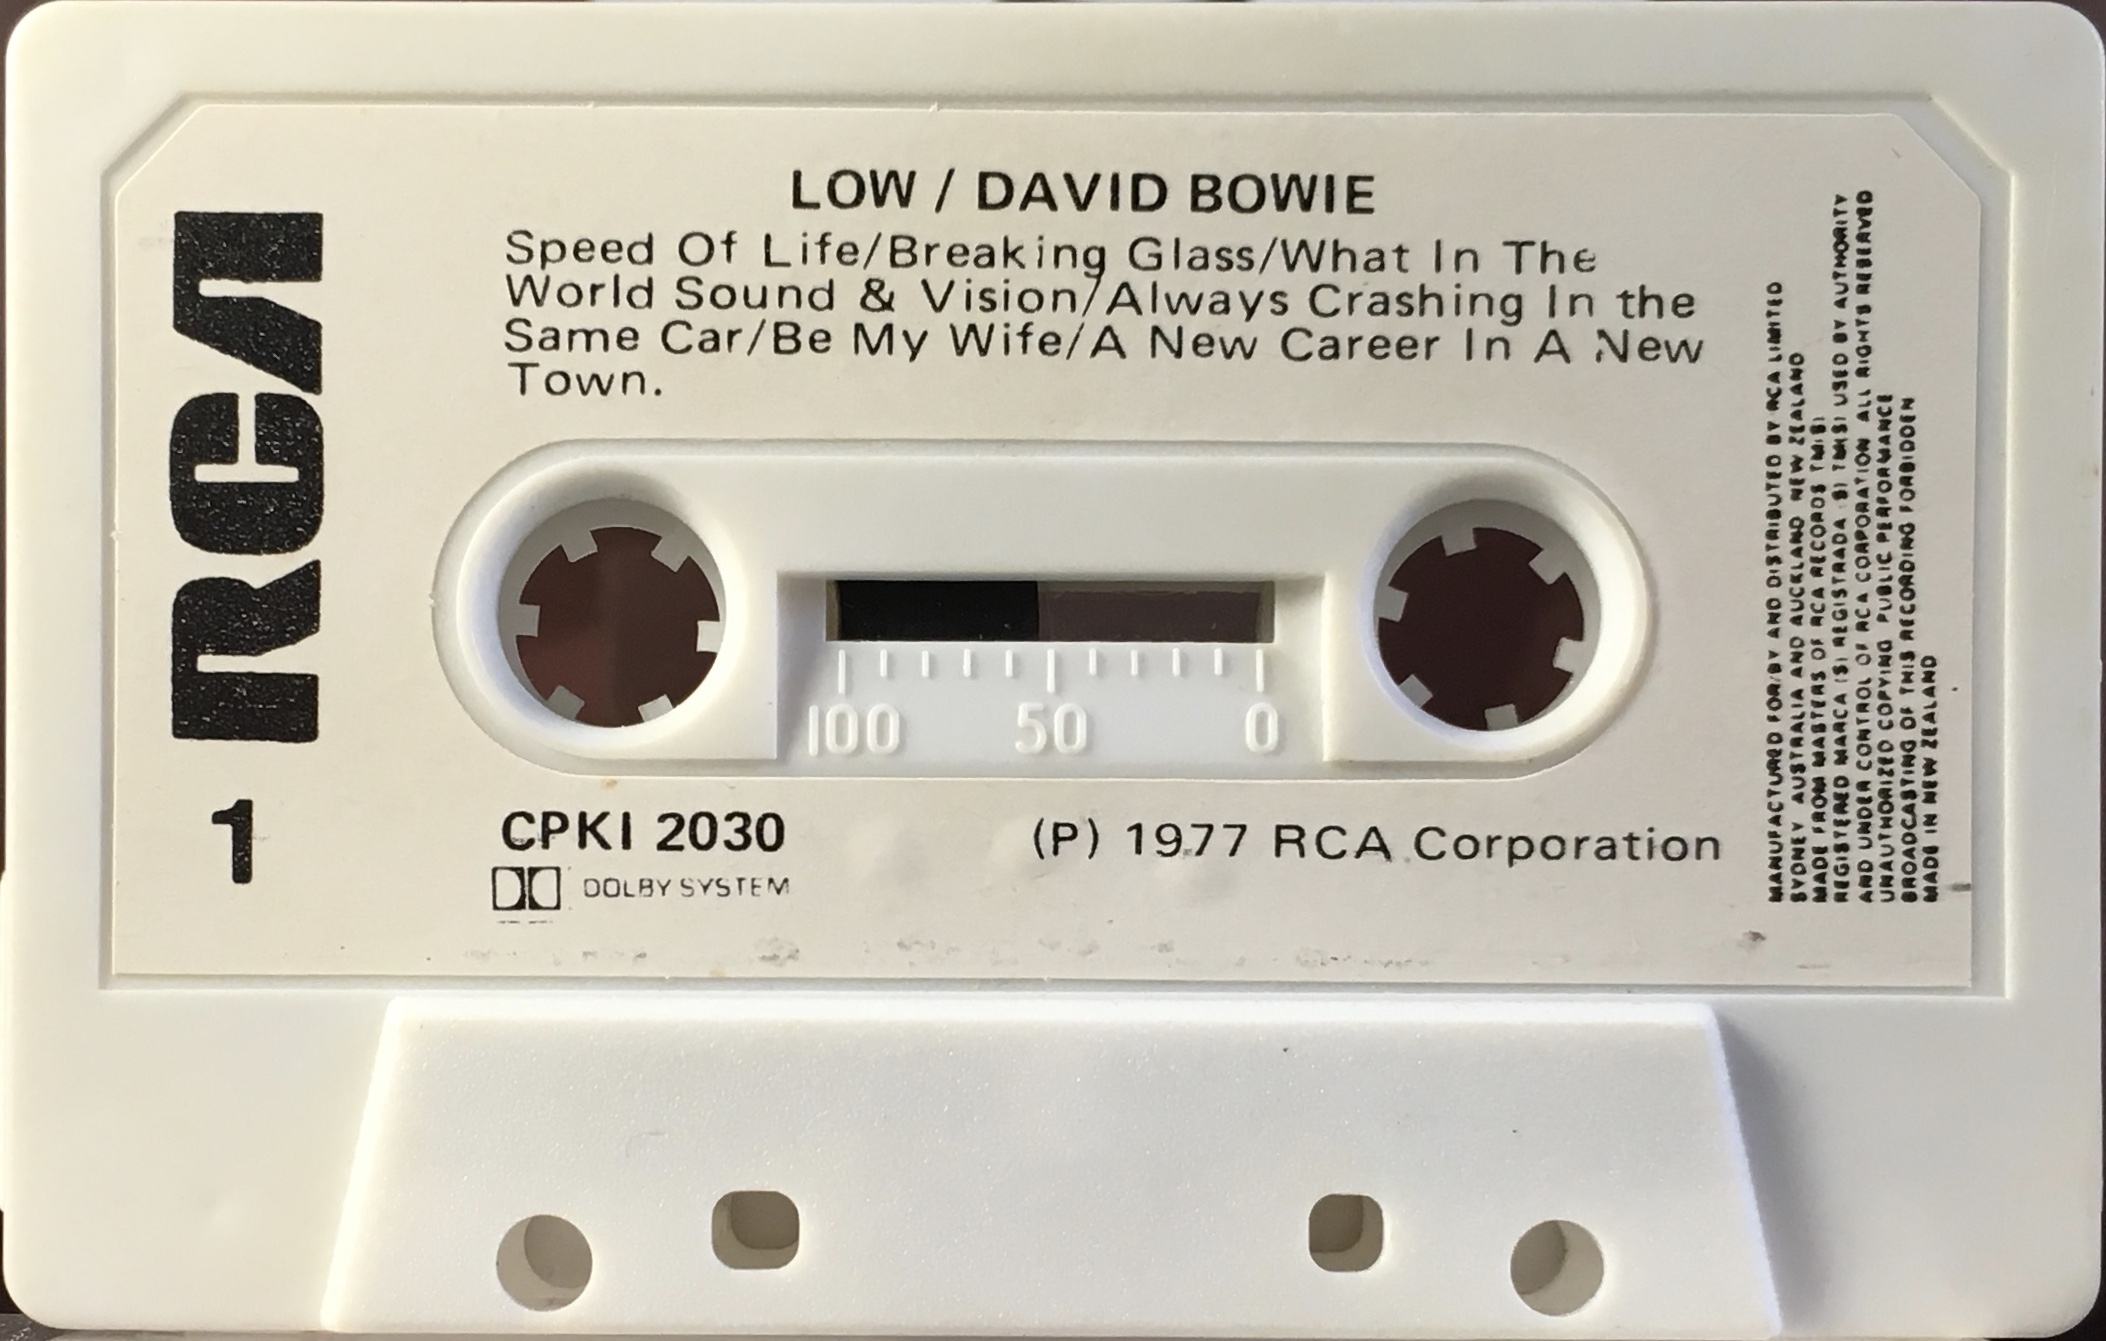 LOW / DAVID BOWIE
Speed Of Life/Breaking Glass/What In The
World Sound & Vision/Always Crashing In the
Same Car/Be My Wife/A New Career In A New
Town.
RCA
1
100 50 0
CPKI 2030
(P) 1977 RCA Corporation
DOLBY SYSTEM
MANUFACTURED FOR/BY AND DISTRIBUTED BY RCA LIMITED
SYDNEY AUSTRALIA AND AUCKLAND NEW ZEALAND
MADE FROM MASTERS OF RCA RECORDS TM(S)
REGISTERED MARCA (S) REGISTRADA (S) TM(S) USED BY AUTHORITY
AND UNDER CONTROL OF RCA CORPORATION ALL RIGHTS RESERVED
UNAUTHORIZED COPYING PUBLIC PERFORMANCE
BROADCASTING OF THIS RECORDING FORBIDDEN
MADE IN NEW ZEALAND